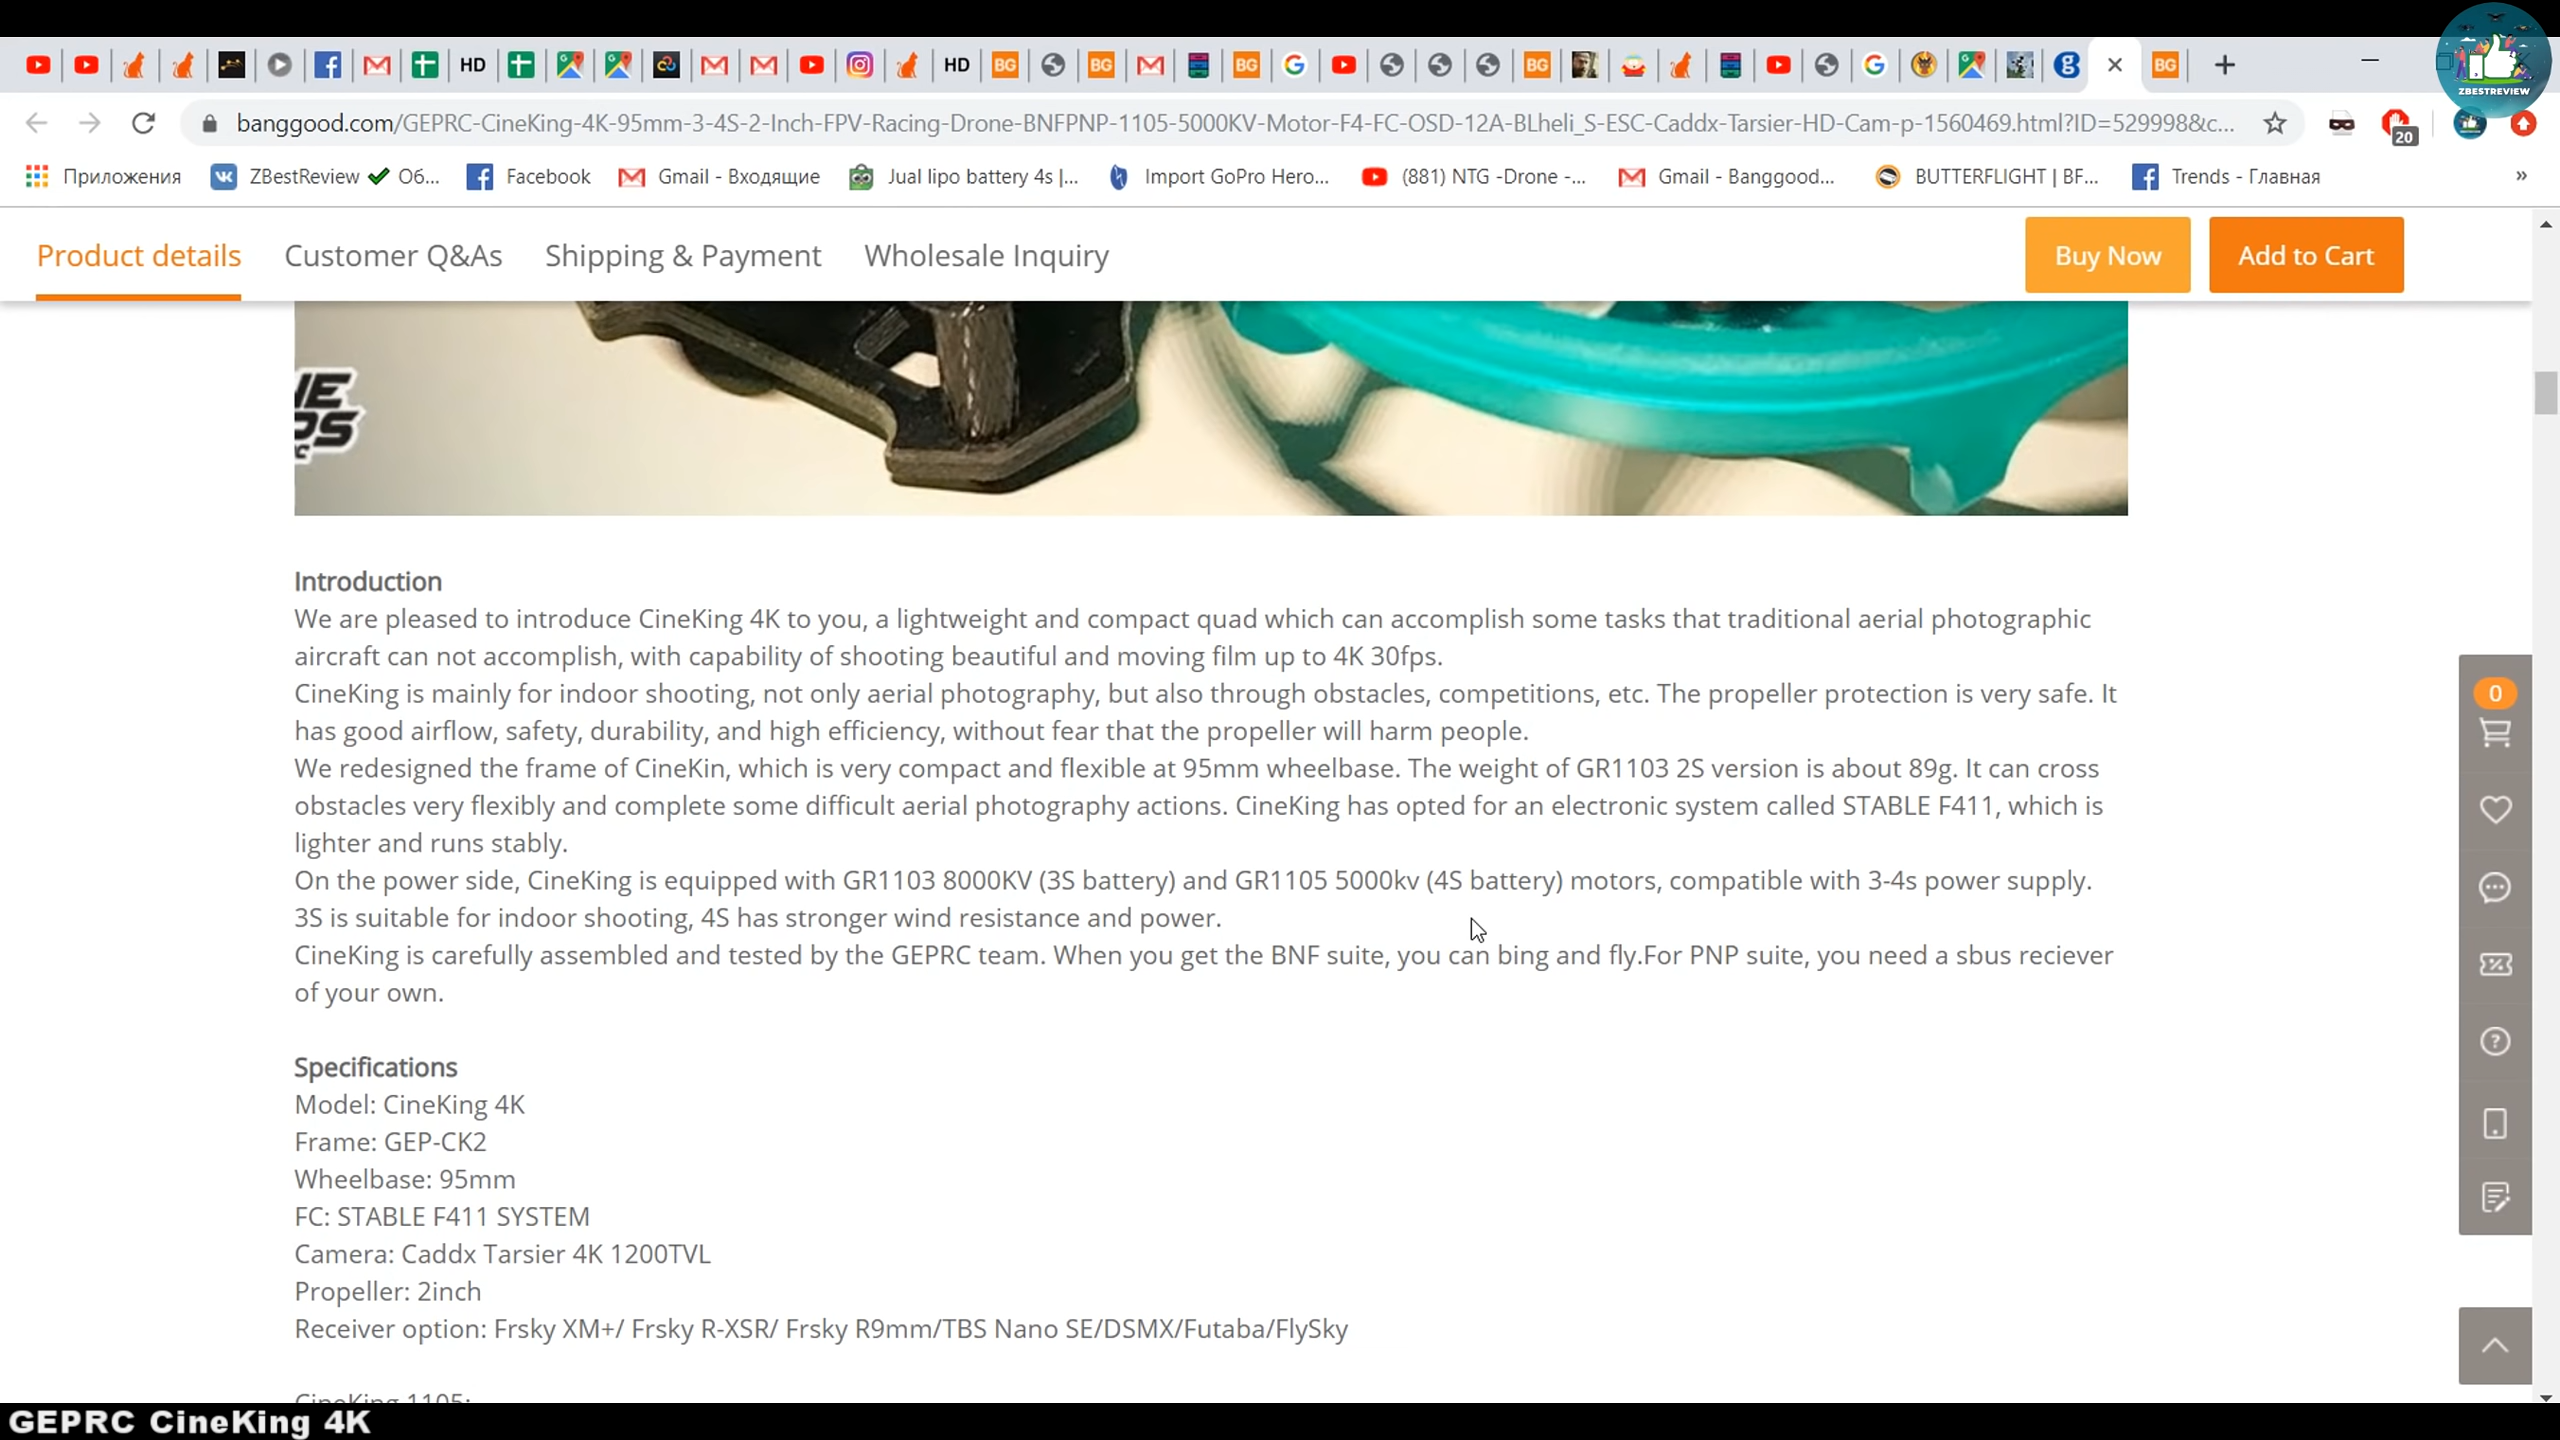 HD
HD
BG
BG
BG
BG
BG
ZBESTREVIEW
banggood.com/GEPRC-CineKing-4K-95mm-3-4S-2-Inch-FPV-Racing-Drone-BNFPNP-1105-5000KV-Motor-F4-FC-OSD-12A-BLheli_S-ESC-Caddx-Tarsier-HD-Cam-p-1560469.html?ID=529998&c...
20
Приложения
ZBestReview ✔ Об...
Facebook
Gmail - Входящие
Jual lipo battery 4s |...
Import GoPro Hero...
(881) NTG -Drone -...
Gmail - Banggood...
BUTTERFLIGHT | BF...
Trends - Главная
»
Product details
Customer Q&As
Shipping & Payment
Wholesale Inquiry
Buy Now
Add to Cart
Introduction
We are pleased to introduce CineKing 4K to you, a lightweight and compact quad which can accomplish some tasks that traditional aerial photographic
aircraft can not accomplish, with capability of shooting beautiful and moving film up to 4K 30fps.
CineKing is mainly for indoor shooting, not only aerial photography, but also through obstacles, competitions, etc. The propeller protection is very safe. It
has good airflow, safety, durability, and high efficiency, without fear that the propeller will harm people.
We redesigned the frame of CineKin, which is very compact and flexible at 95mm wheelbase. The weight of GR1103 2S version is about 89g. It can cross
obstacles very flexibly and complete some difficult aerial photography actions. CineKing has opted for an electronic system called STABLE F411, which is
lighter and runs stably.
On the power side, CineKing is equipped with GR1103 8000KV (3S battery) and GR1105 5000kv (4S battery) motors, compatible with 3-4s power supply.
3S is suitable for indoor shooting, 4S has stronger wind resistance and power.
CineKing is carefully assembled and tested by the GEPRC team. When you get the BNF suite, you can bing and fly.For PNP suite, you need a sbus reciever
of your own.
0
Specifications
Model: CineKing 4K
Frame: GEP-CK2
Wheelbase: 95mm
FC: STABLE F411 SYSTEM
Camera: Caddx Tarsier 4K 1200TVL
Propeller: 2inch
Receiver option: Frsky XM+/ Frsky R-XSR/ Frsky R9mm/TBS Nano SE/DSMX/Futaba/FlySky
CineKing 1105:
GEPRC CineKing 4K